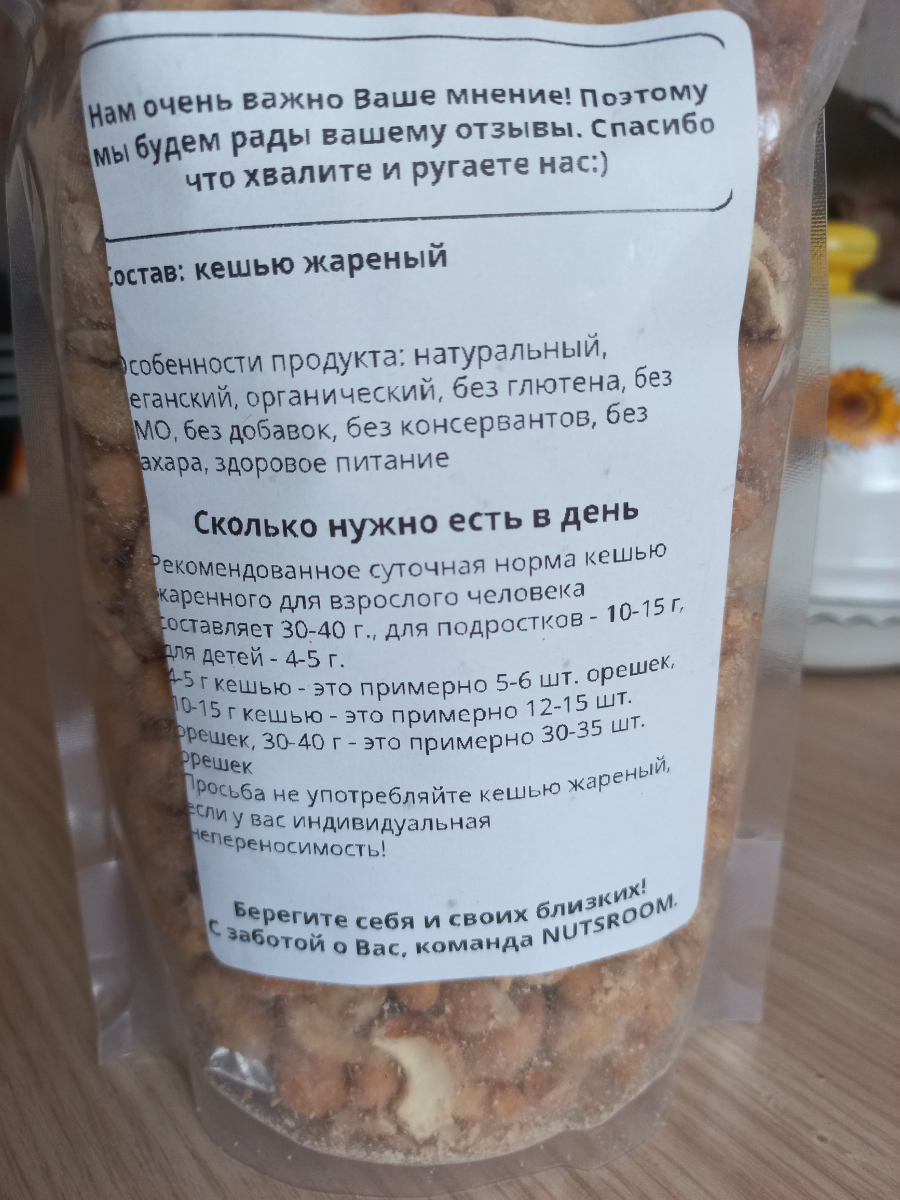 Нам очень важно Ваше мнение! Поэтому
мы будем рады вашему отзывы. Спасибо
что хвалите и ругаете нас:)
состав: кешью жареный
особенности продукта: натуральный,
еганский, органический, без глютена, без
МО, без добавок, без консервантов, без
ахара, здоровое питание
Сколько нужно есть в день
Рекомендованное суточная норма кешью
жаренного для взрослого человека
составляет 30-40 г., для подростков - 10-15 г,
для детей - 4-5 г.
4-5 г кешью - это примерно 5-6 шт. орешек,
10-15 г кешью - это примерно 12-15 шт.
орешек, 30-40 г - это примерно 30-35 шт.
орешек
Просьба не употребляйте кешью жареный,
если у вас индивидуальная
непереносимость!
Берегите себя и своих близких!
С заботой о Вас, команда NUTSROOM.